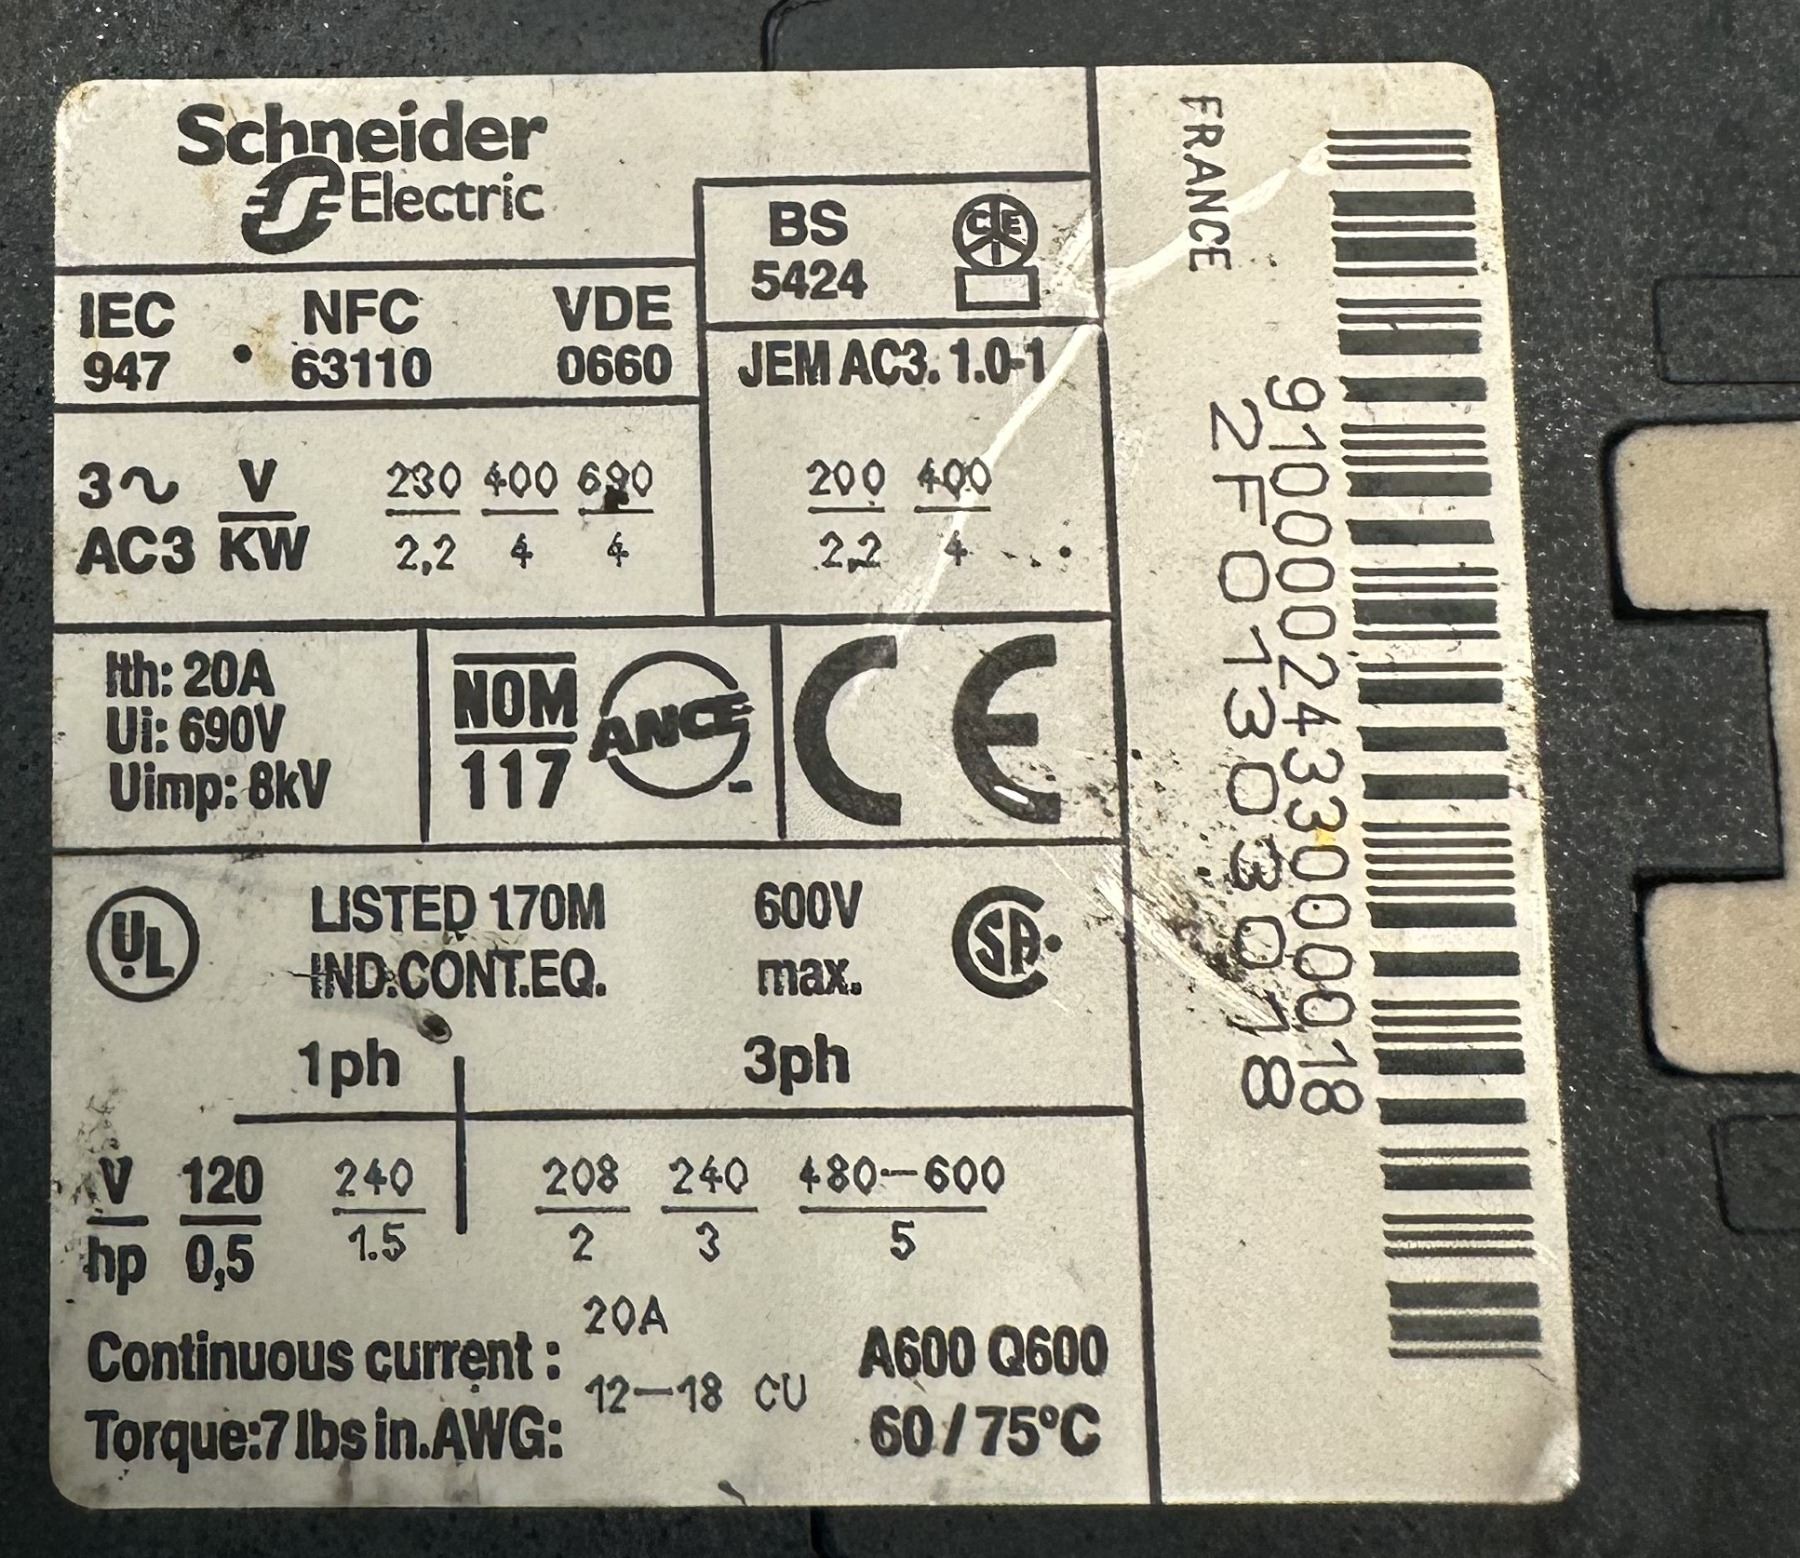 Schneider
Electric
IEC NFC VDE
947 63110 0660
BS
5424
JEM AC3. 1.0-1
3~ V 230 400 690
AC3 KW 2,2 4 4
200 400
2,2 4
Ith: 20A
Ui: 690V
Uimp: 8kV
NOM
117
ANCE
CE
UL
LISTED 170M 600V
IND.CONT.EQ. max.
SA
1ph 3ph
V 120 240 208 240 480-600
hp 0,5 1.5 2 3 5
Continuous current : 20A A600 Q600
Torque:7 lbs in.AWG: 12-18 CU 60/75°C
FRANCE
91000024330000018
2F01303018